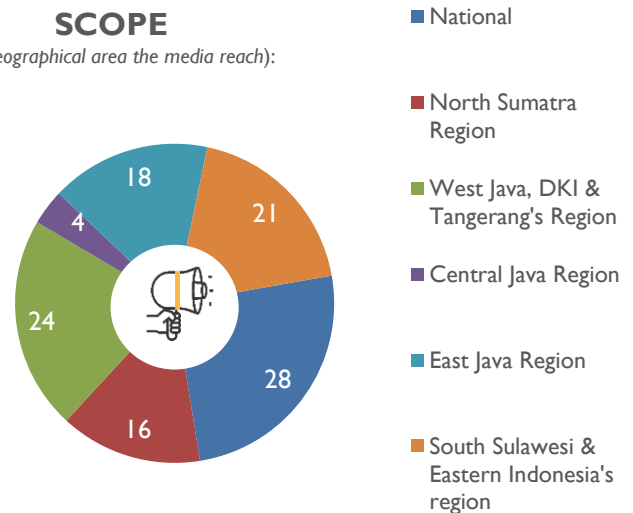 SCOPE
eographical area the media reach):
18
21
4
24
28
16
National
North Sumatra
Region
West Java, DKI &
Tangerang's Region
Central Java Region
East Java Region
South Sulawesi &
Eastern Indonesia's
region